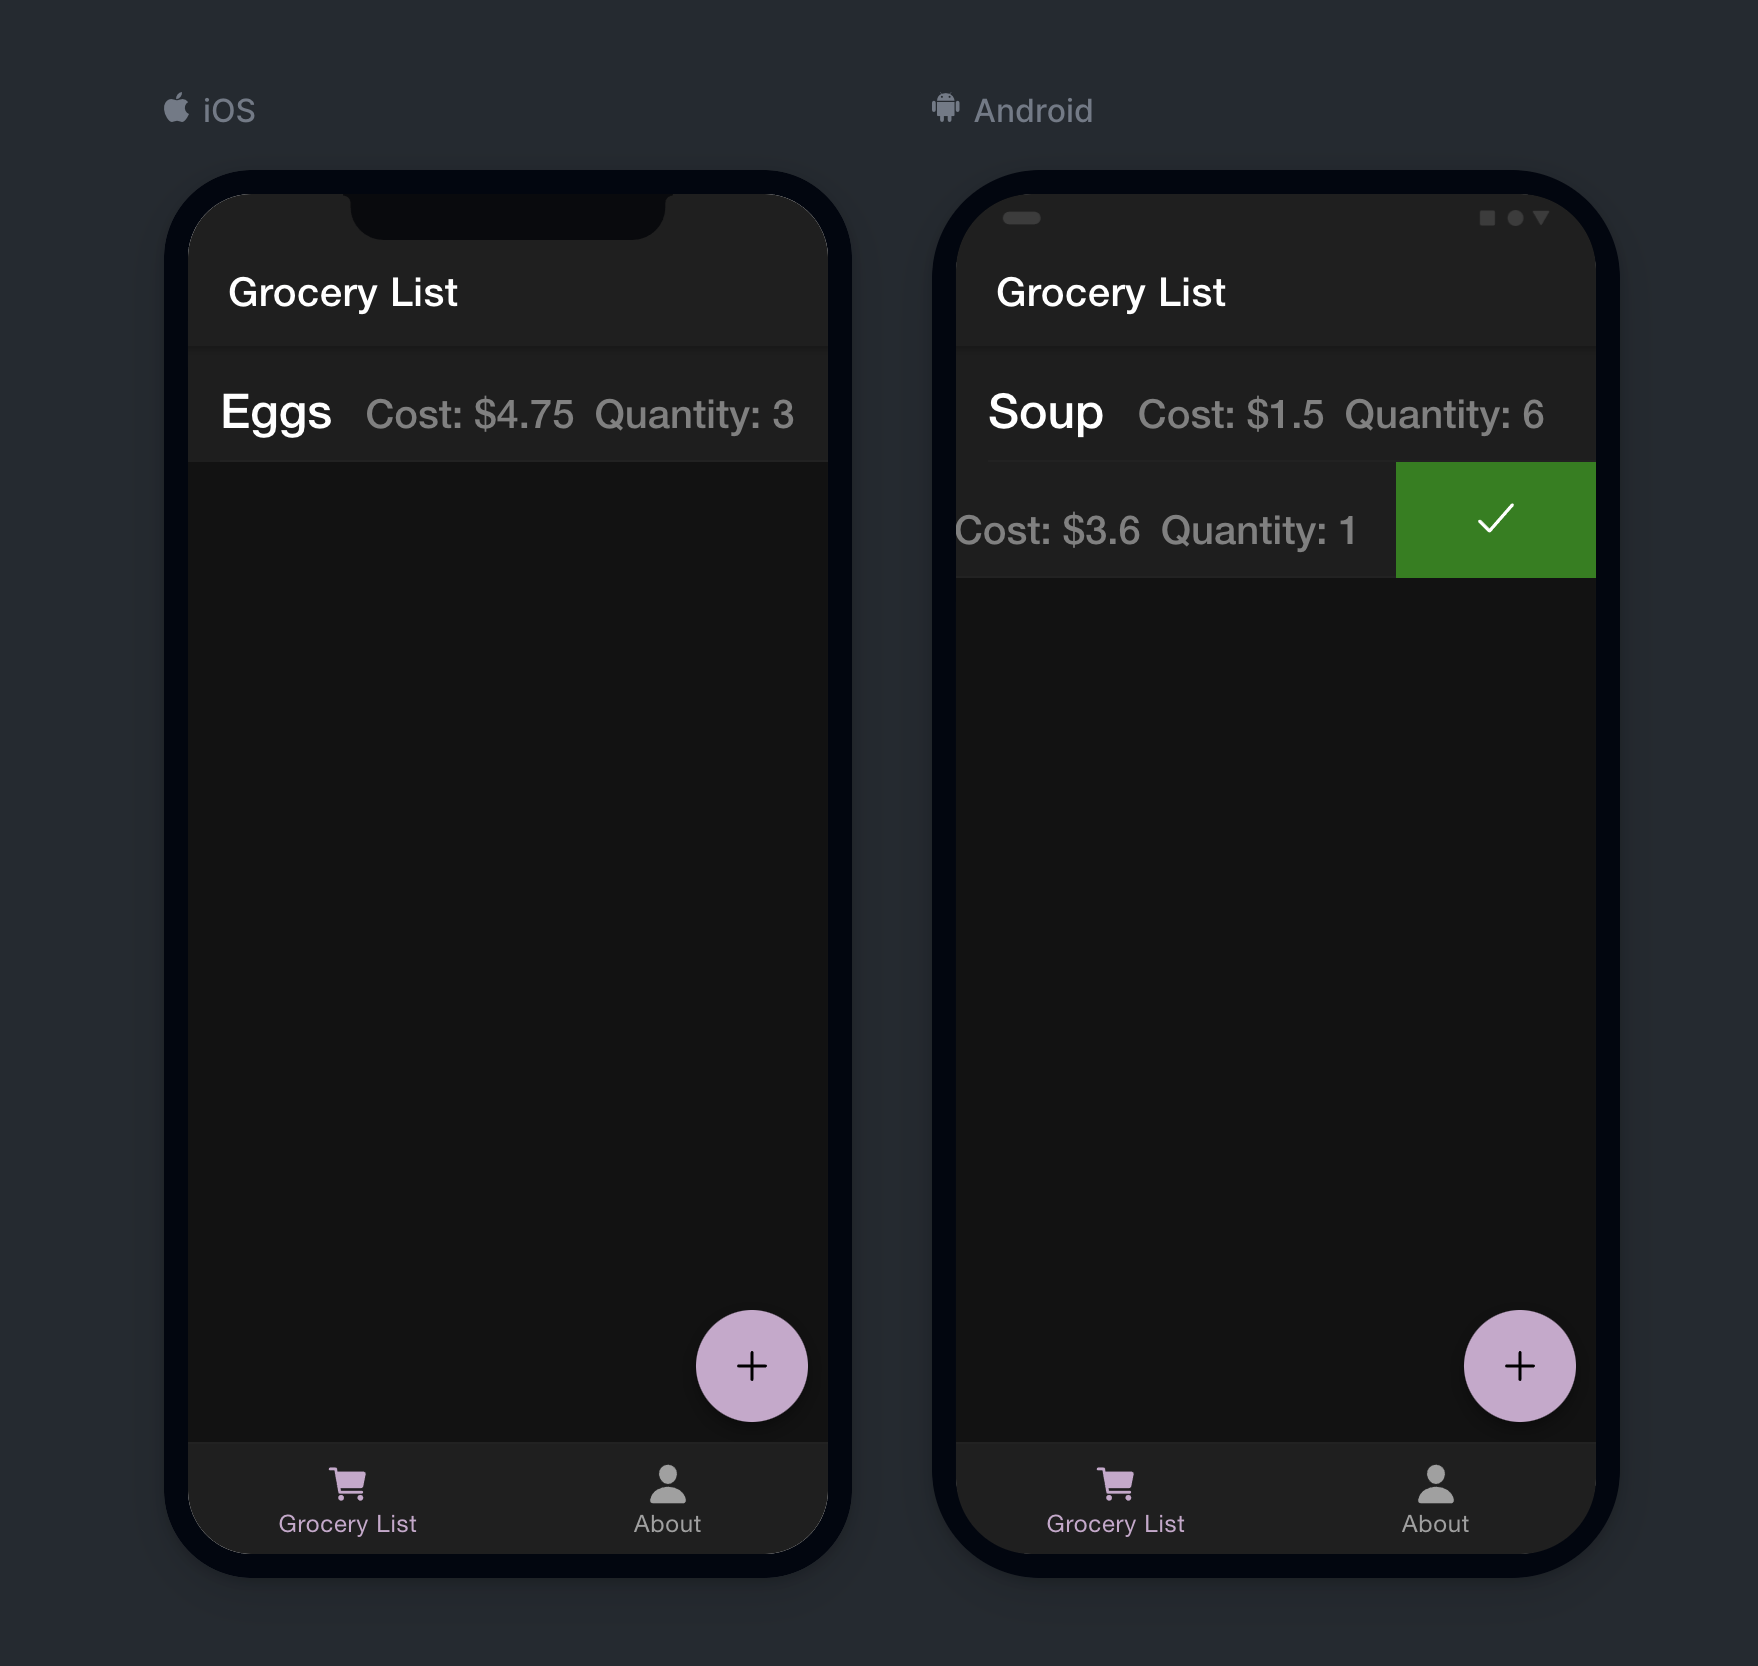 iOS
Grocery List
Eggs Cost: $4.75 Quantity: 3
Grocery List
About
Android
Grocery List
Soup Cost: $1.5 Quantity: 6
Cost: $3.6 Quantity: 1
Grocery List
About